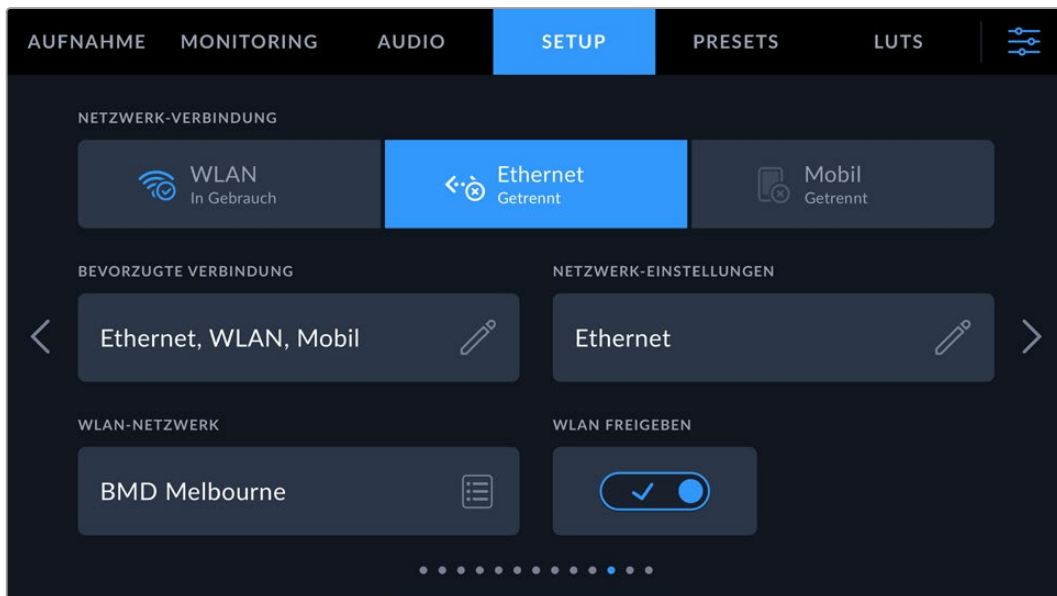 AUFNAHME MONITORING AUDIO SETUP PRESETS LUTS
NETZWERK-VERBINDUNG
WLAN
In Gebrauch
Ethernet
Getrennt
Mobil
Getrennt
BEVORZUGTE VERBINDUNG
Ethernet, WLAN, Mobil
NETZWERK-EINSTELLUNGEN
Ethernet
WLAN-NETZWERK
BMD Melbourne
WLAN FREIGEBEN